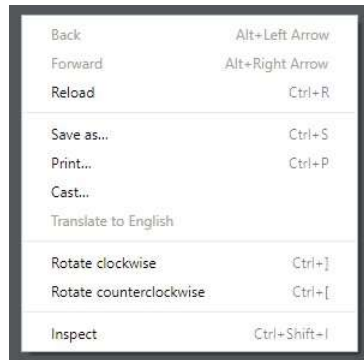 Back Alt+Left Arrow
Forward Alt+Right Arrow
Reload Ctrl+R
Save as... Ctrl+S
Print... Ctrl+P
Cast...
Translate to English
Rotate clockwise Ctrl+]
Rotate counterclockwise Ctrl+[
Inspect Ctrl+Shift+I